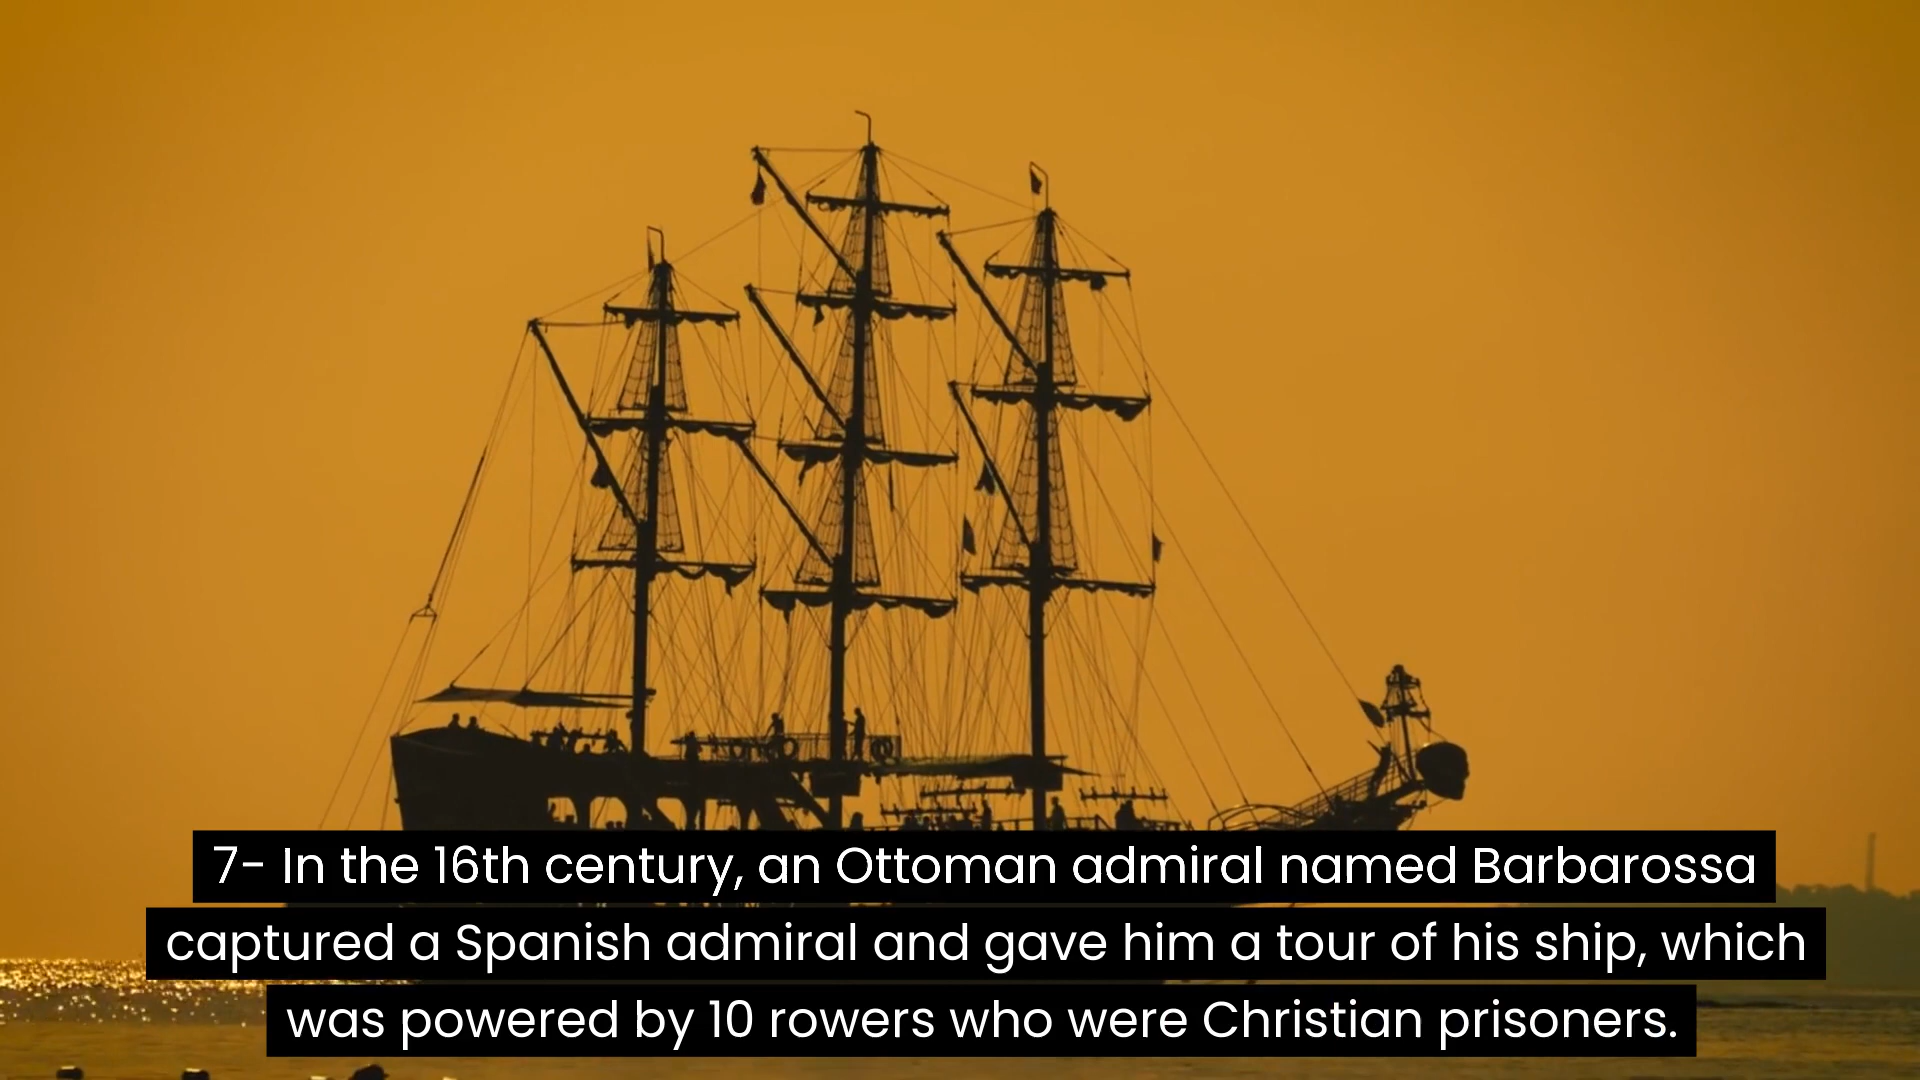 7- In the 16th century, an Ottoman admiral named Barbarossa
captured a Spanish admiral and gave him a tour of his ship, which
was powered by 10 rowers who were Christian prisoners.